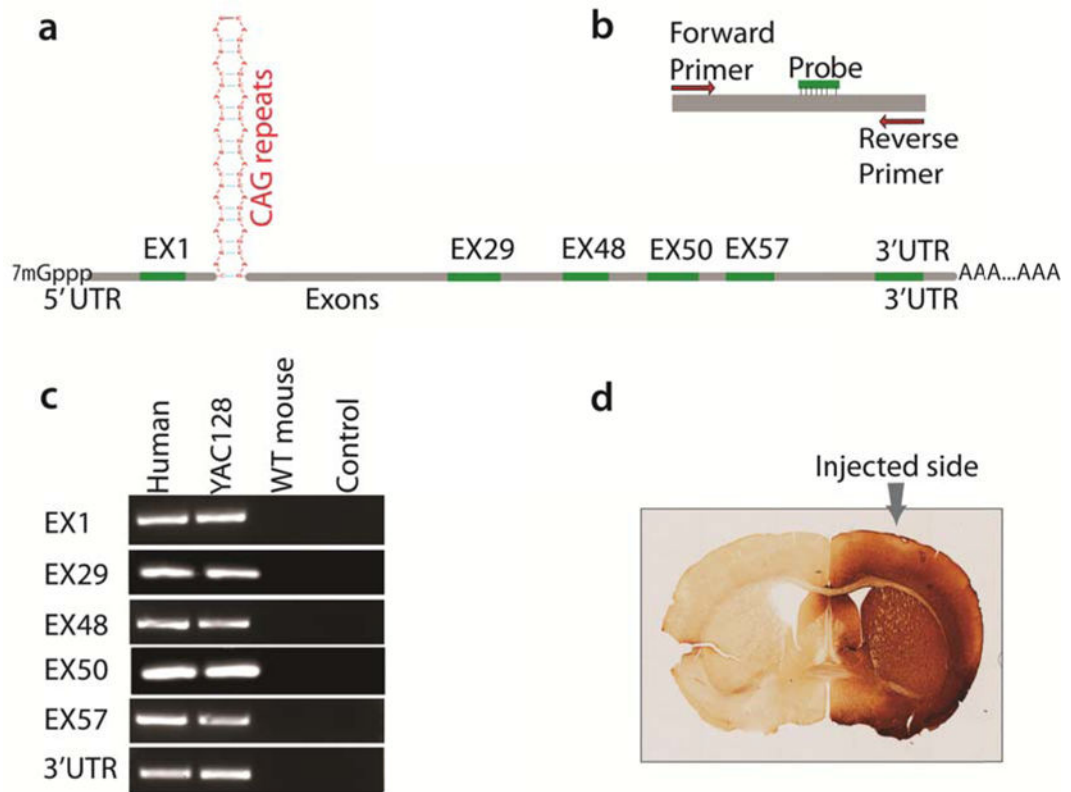 a
CAG repeats
EX1
EX29
EX48
EX50
EX57
3'UTR
7mGppp
AAA...AAA
5' UTR
Exons
3'UTR
b
Forward
Primer
Probe
Reverse
Primer
c
Human
YAC128
WT mouse
Control
EX1
EX29
EX48
EX50
EX57
3'UTR
d
Injected side